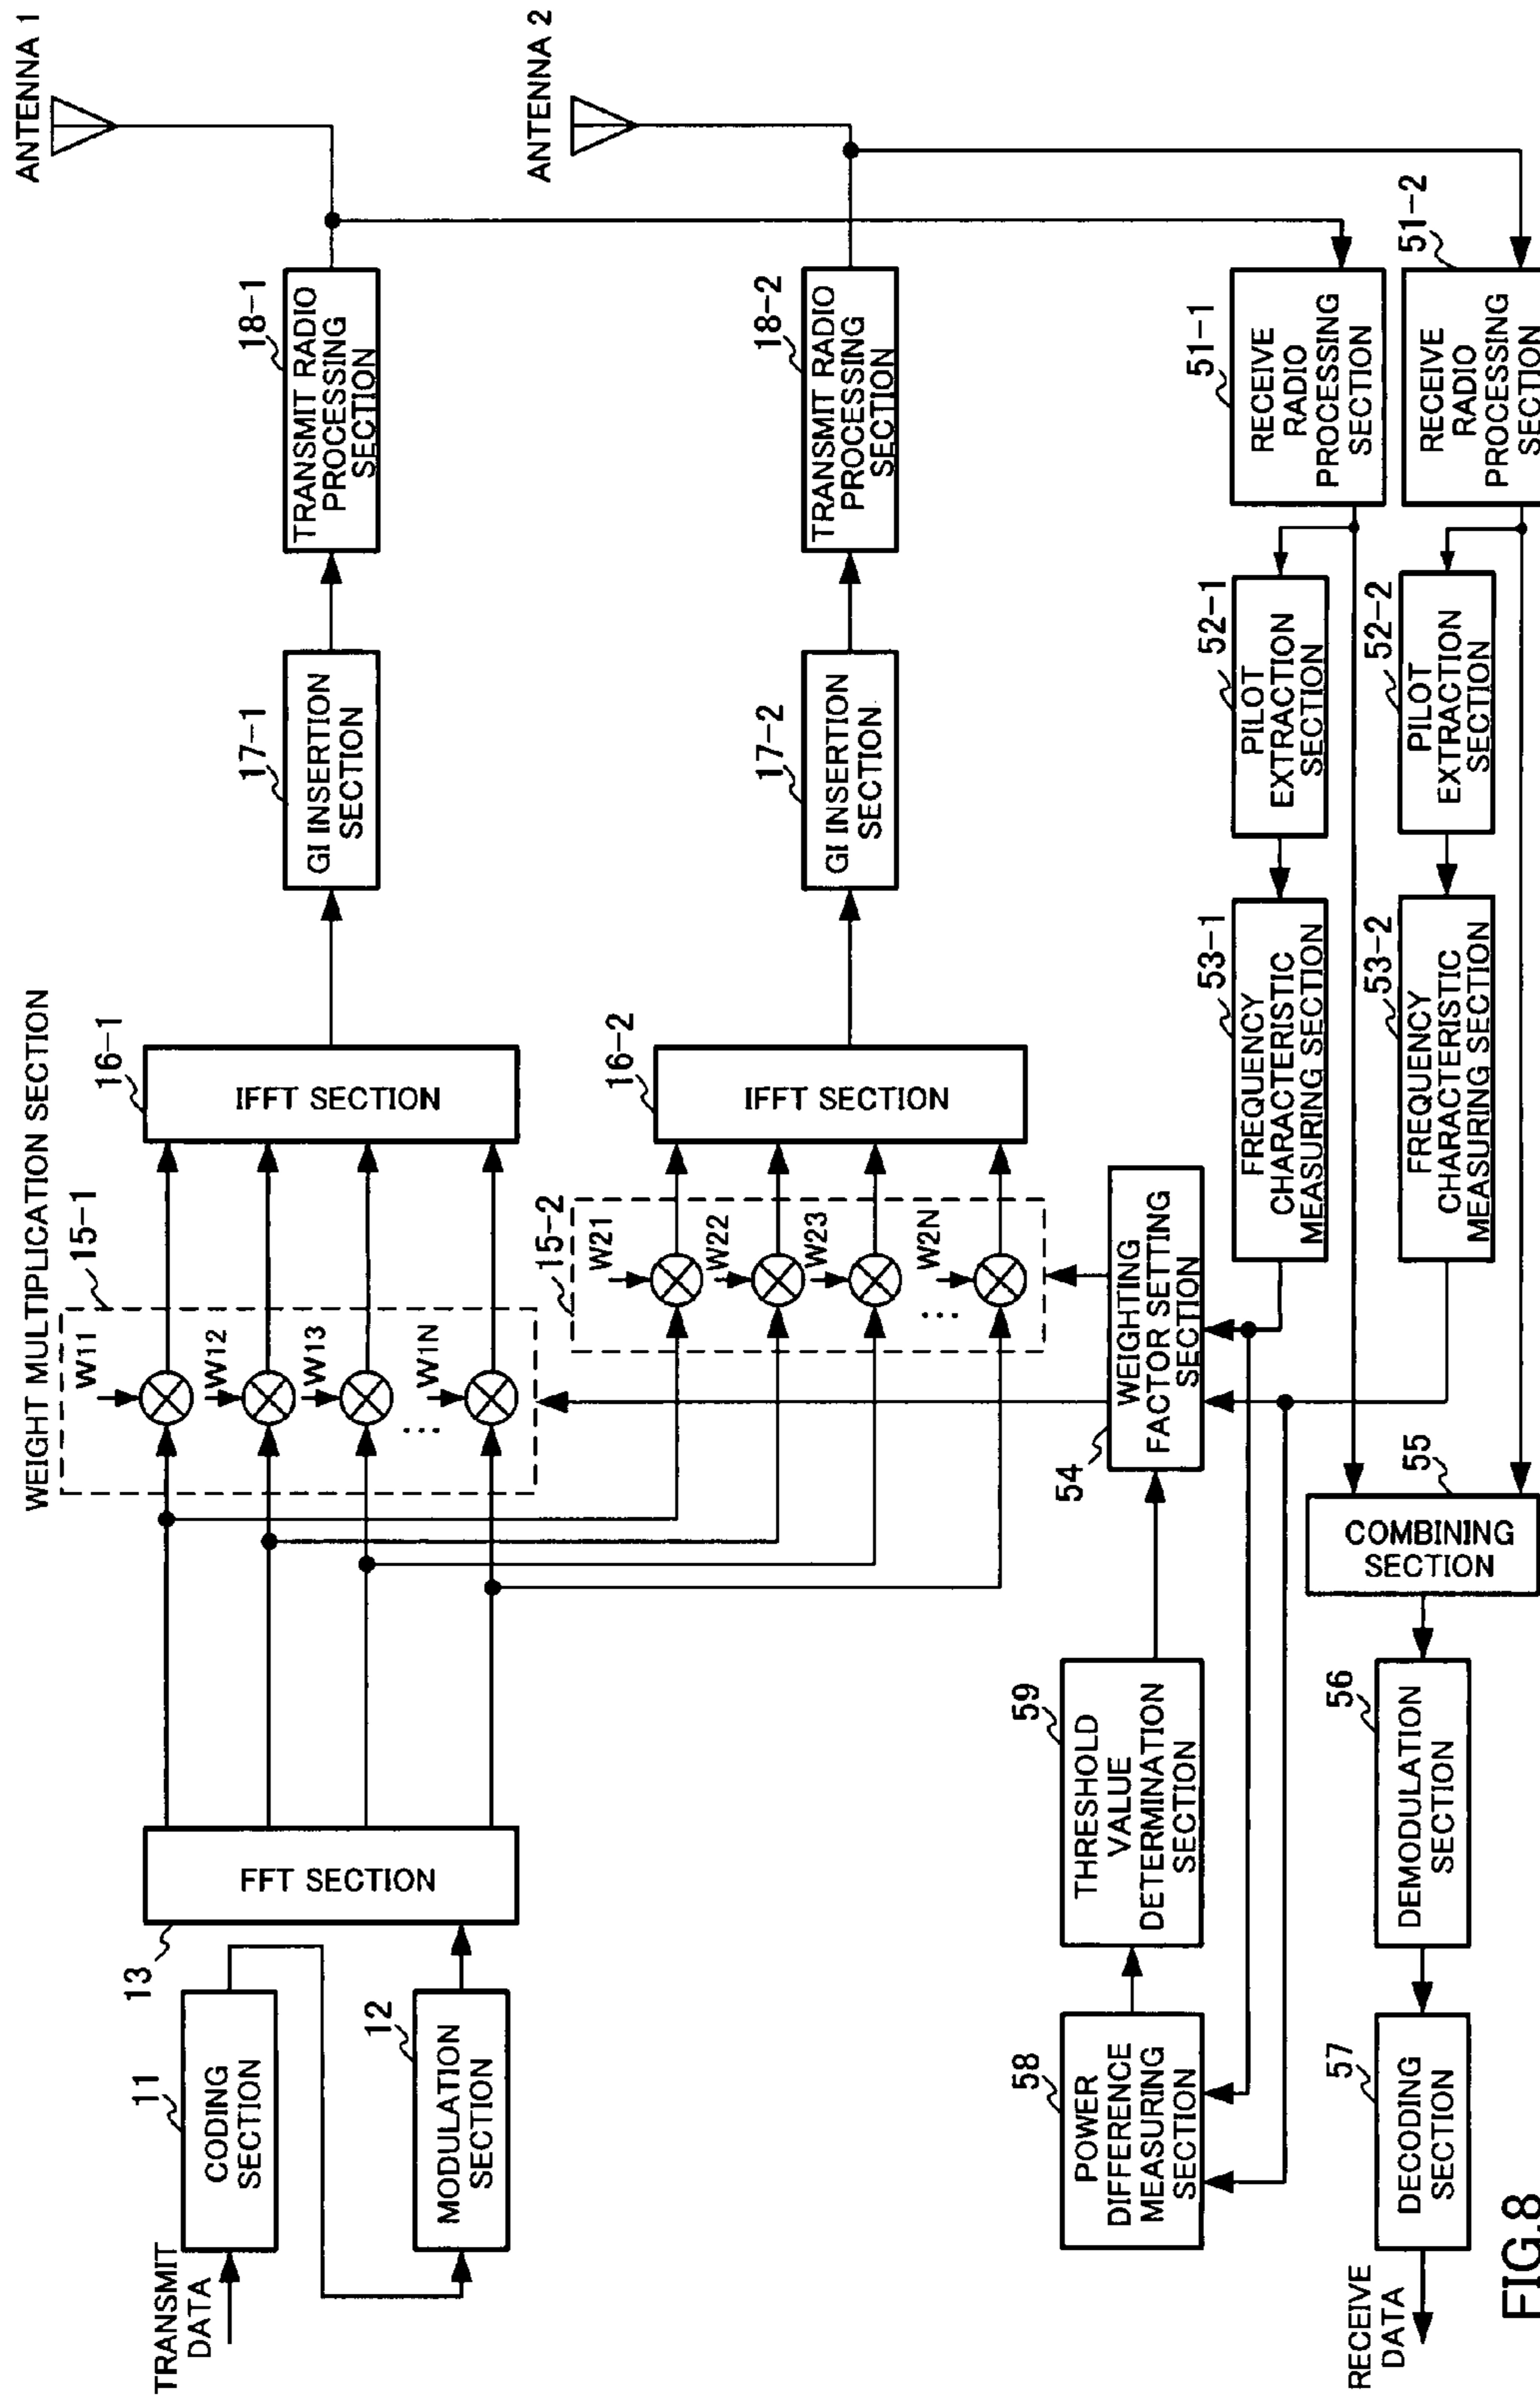 ANTENNA 1
ANTENNA 2
WEIGHT MULTIPLICATION SECTION
TRANSMIT
DATA
11
CODING
SECTION
12
MODULATION
SECTION
13
FFT SECTION
15-1
W11
W12
W13
...
W1N
16-1
IFFT SECTION
17-1
GI INSERTION
SECTION
18-1
TRANSMIT RADIO
PROCESSING
SECTION
15-2
W21
W22
W23
...
W2N
16-2
IFFT SECTION
17-2
GI INSERTION
SECTION
18-2
TRANSMIT RADIO
PROCESSING
SECTION
58
POWER
DIFFERENCE
MEASURING
SECTION
59
THRESHOLD
VALUE
DETERMINATION
SECTION
54
WEIGHTING
FACTOR SETTING
SECTION
53-1
FREQUENCY
CHARACTERISTIC
MEASURING SECTION
52-1
PILOT
EXTRACTION
SECTION
51-1
RECEIVE
RADIO
PROCESSING
SECTION
53-2
FREQUENCY
CHARACTERISTIC
MEASURING SECTION
52-2
PILOT
EXTRACTION
SECTION
51-2
RECEIVE
RADIO
PROCESSING
SECTION
55
COMBINING
SECTION
56
DEMODULATION
SECTION
57
DECODING
SECTION
RECEIVE
DATA
FIG.8